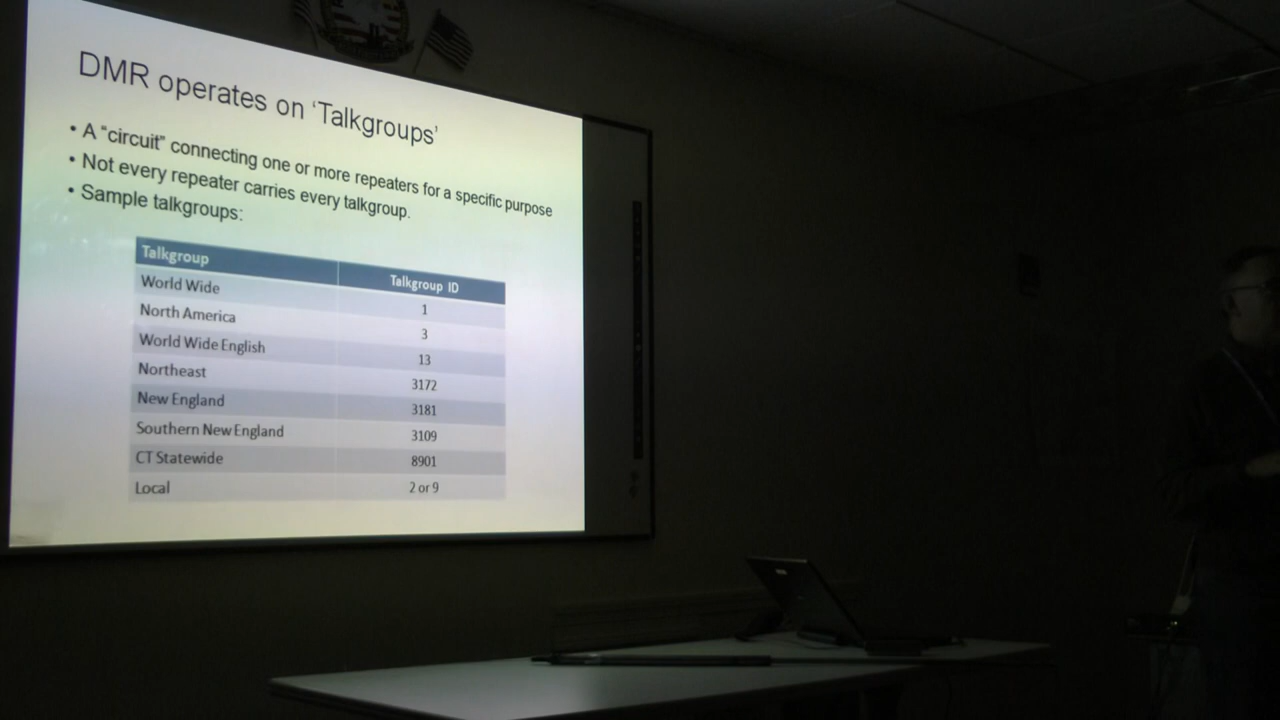 DMR operates on ‘Talkgroups’
• A “circuit” connecting one or more repeaters for a specific purpose
• Not every repeater carries every talkgroup.
• Sample talkgroups:
Talkgroup Talkgroup ID
World Wide 1
North America 3
World Wide English 13
Northeast 3172
New England 3181
Southern New England 3109
CT Statewide 8901
Local 2 or 9